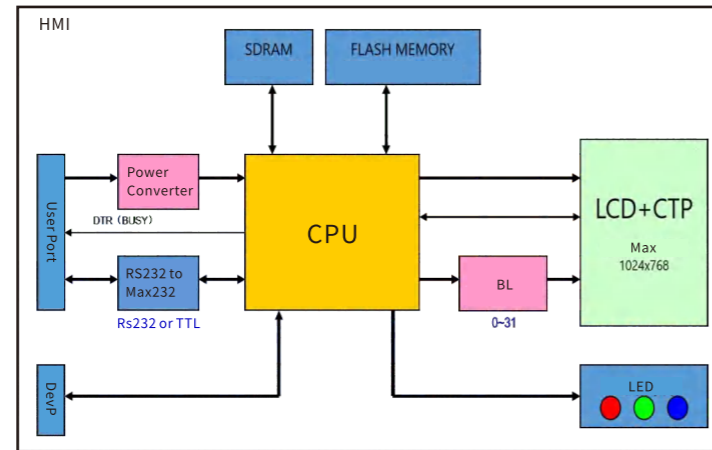 HMI
SDRAM
FLASH MEMORY
User Port
Power
Converter
DTR (BUSY)
RS232 to
Max232
Rs232 or TTL
CPU
LCD+CTP
Max
1024x768
BL
0~31
DevP
LED